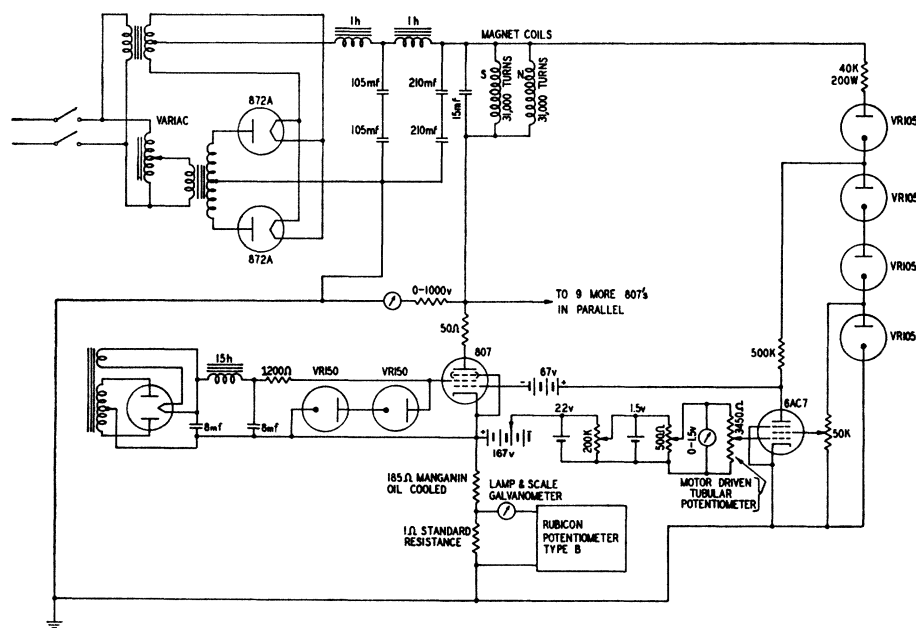 1h
1h
MAGNET COILS
S
31,000 TURNS
N
31,000 TURNS
40K
200W
105mf
210mf
15mf
872A
VR105
VARIAC
105mf
210mf
VR105
872A
VR105
0-1000v
TO 9 MORE 807's
IN PARALLEL
VR105
50Ω
15h
1200Ω
VR150
VR150
807
67v
500K
- +
6AC7
22v
1.5v
0-1.5v
3450Ω
50K
8mf
8mf
+ -
167v
200K
500Ω
185Ω MANGANIN
OIL COOLED
LAMP & SCALE
GALVANOMETER
MOTOR DRIVEN
TUBULAR
POTENTIOMETER
1Ω STANDARD
RESISTANCE
RUBICON
POTENTIOMETER
TYPE B